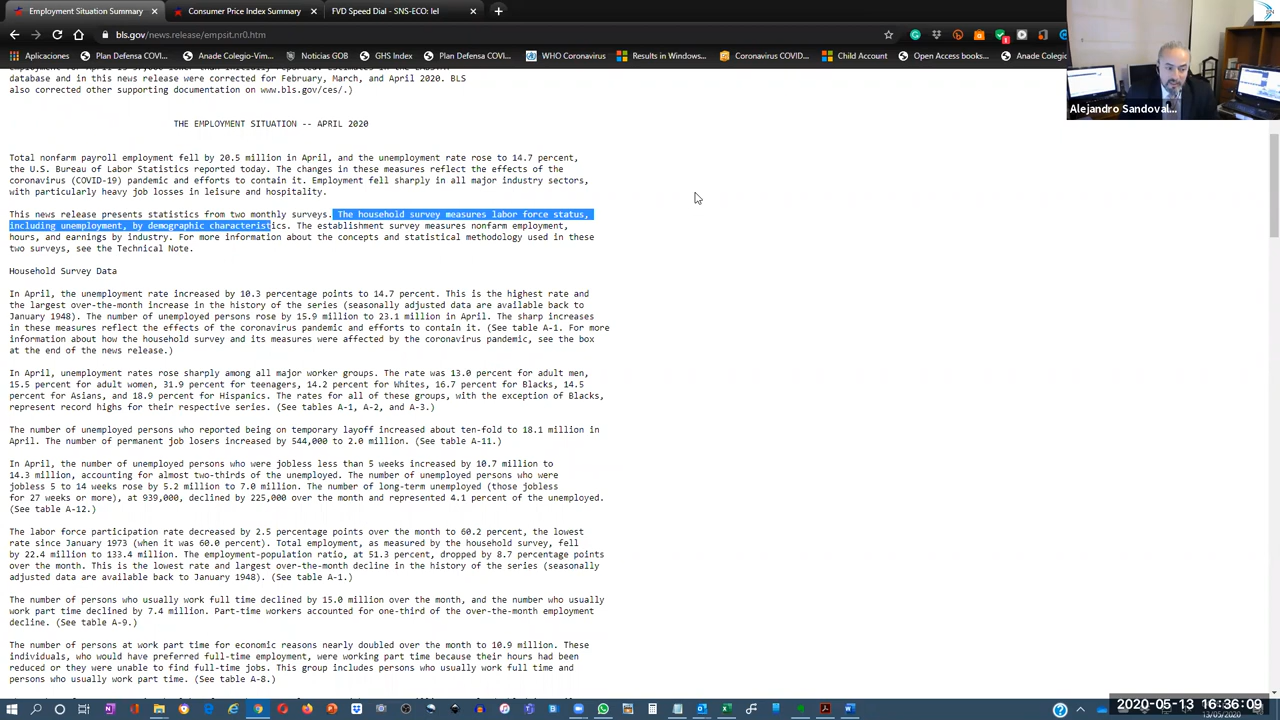 Employment Situation Summary
Consumer Price Index Summary
FVD Speed Dial - SNS-ECO: lel
bls.gov/news.release/empsit.nr0.htm
Aplicaciones
Plan Defensa COVI...
Anade Colegio-
Noticias GOB
GHS Index
Plan Defensa COVI...
WHO Coronavirus
Results in Windows...
Coronavirus COVID...
Child Account
Open Access books...
Anade Colegio
Alejandro Sandoval...
database and in this news release were corrected for February, March, and April 2020. BLS
also corrected other supporting documentation on www.bls.gov/ces/.)
THE EMPLOYMENT SITUATION -- APRIL 2020
Total nonfarm payroll employment fell by 20.5 million in April, and the unemployment rate rose to 14.7 percent,
the U.S. Bureau of Labor Statistics reported today. The changes in these measures reflect the effects of the
coronavirus (COVID-19) pandemic and efforts to contain it. Employment fell sharply in all major industry sectors,
with particularly heavy job losses in leisure and hospitality.
This news release presents statistics from two monthly surveys. The household survey measures labor force status,
including unemployment, by demographic characteristics. The establishment survey measures nonfarm employment,
hours, and earnings by industry. For more information about the concepts and statistical methodology used in these
two surveys, see the Technical Note.
Household Survey Data
In April, the unemployment rate increased by 10.3 percentage points to 14.7 percent. This is the highest rate and
the largest over-the-month increase in the history of the series (seasonally adjusted data are available back to
January 1948). The number of unemployed persons rose by 15.9 million to 23.1 million in April. The sharp increases
in these measures reflect the effects of the coronavirus pandemic and efforts to contain it. (See table A-1. For more
information about how the household survey and its measures were affected by the coronavirus pandemic, see the box
at the end of the news release.)
In April, unemployment rates rose sharply among all major worker groups. The rate was 13.0 percent for adult men,
15.5 percent for adult women, 31.9 percent for teenagers, 14.2 percent for Whites, 16.7 percent for Blacks, 14.5
percent for Asians, and 18.9 percent for Hispanics. The rates for all of these groups, with the exception of Blacks,
represent record highs for their respective series. (See tables A-1, A-2, and A-3.)
The number of unemployed persons who reported being on temporary layoff increased about ten-fold to 18.1 million in
April. The number of permanent job losers increased by 544,000 to 2.0 million. (See table A-11.)
In April, the number of unemployed persons who were jobless less than 5 weeks increased by 10.7 million to
14.3 million, accounting for almost two-thirds of the unemployed. The number of unemployed persons who were
jobless 5 to 14 weeks rose by 5.2 million to 7.0 million. The number of long-term unemployed (those jobless
for 27 weeks or more), at 939,000, declined by 225,000 over the month and represented 4.1 percent of the unemployed.
(See table A-12.)
The labor force participation rate decreased by 2.5 percentage points over the month to 60.2 percent, the lowest
rate since January 1973 (when it was 60.0 percent). Total employment, as measured by the household survey, fell
by 22.4 million to 133.4 million. The employment-population ratio, at 51.3 percent, dropped by 8.7 percentage points
over the month. This is the lowest rate and largest over-the-month decline in the history of the series (seasonally
adjusted data are available back to January 1948). (See table A-1.)
The number of persons who usually work full time declined by 15.0 million over the month, and the number who usually
work part time declined by 7.4 million. Part-time workers accounted for one-third of the over-the-month employment
decline. (See table A-9.)
The number of persons at work part time for economic reasons nearly doubled over the month to 10.9 million. These
individuals, who would have preferred full-time employment, were working part time because their hours had been
reduced or they were unable to find full-time jobs. This group includes persons who usually work full time and
persons who usually work part time. (See table A-8.)
2020-05-13 16:36:09
13/05/2020